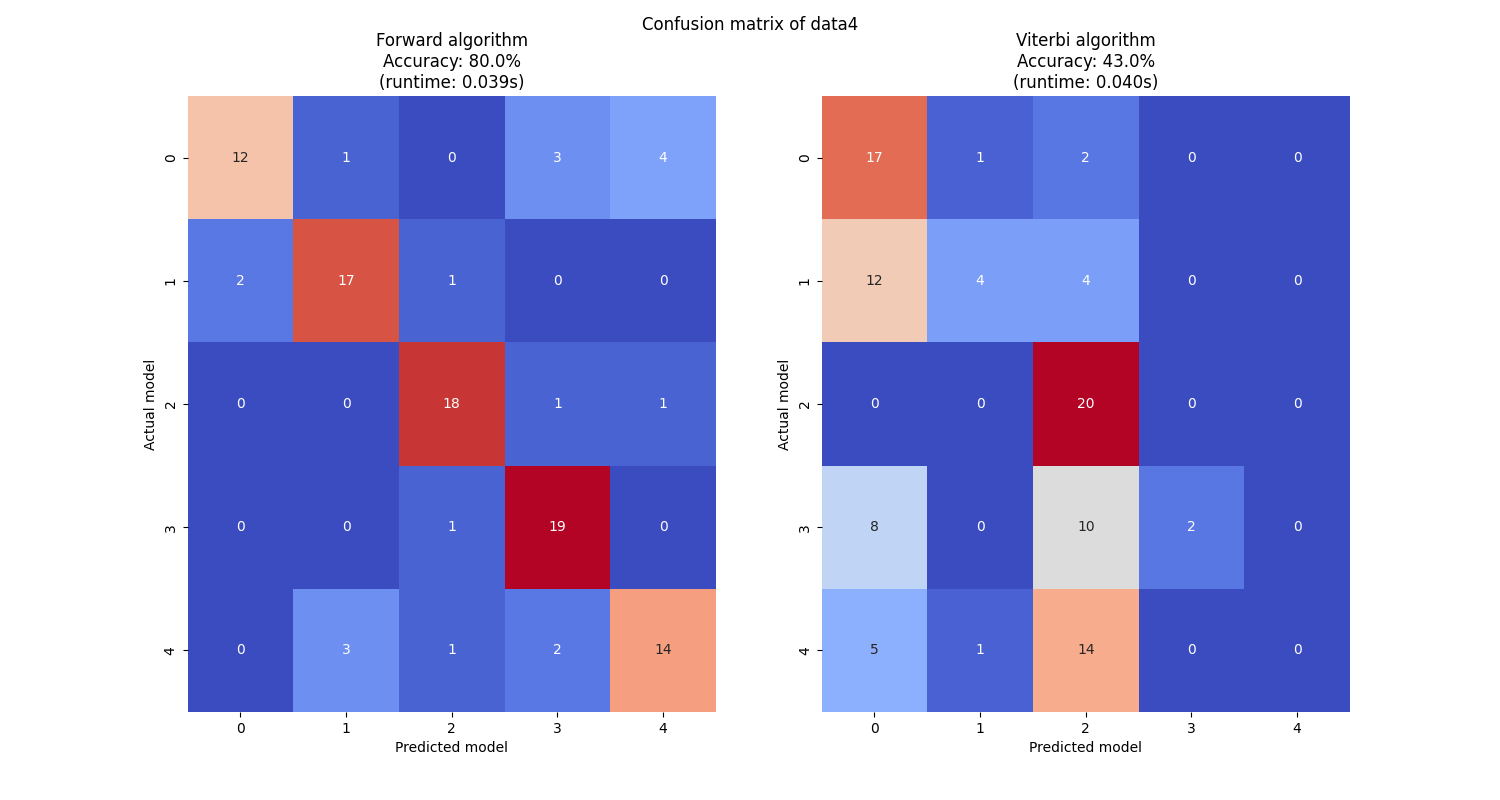 Confusion matrix of data4
Forward algorithm
Accuracy: 80.0%
(runtime: 0.039s)
0 12 1 0 3 4
1 2 17 1 0 0
2 0 0 18 1 1
3 0 0 1 19 0
4 0 3 1 2 14
Actual model
0 1 2 3 4
Predicted model
Viterbi algorithm
Accuracy: 43.0%
(runtime: 0.040s)
0 17 1 2 0 0
1 12 4 4 0 0
2 0 0 20 0 0
3 8 0 10 2 0
4 5 1 14 0 0
Actual model
0 1 2 3 4
Predicted model